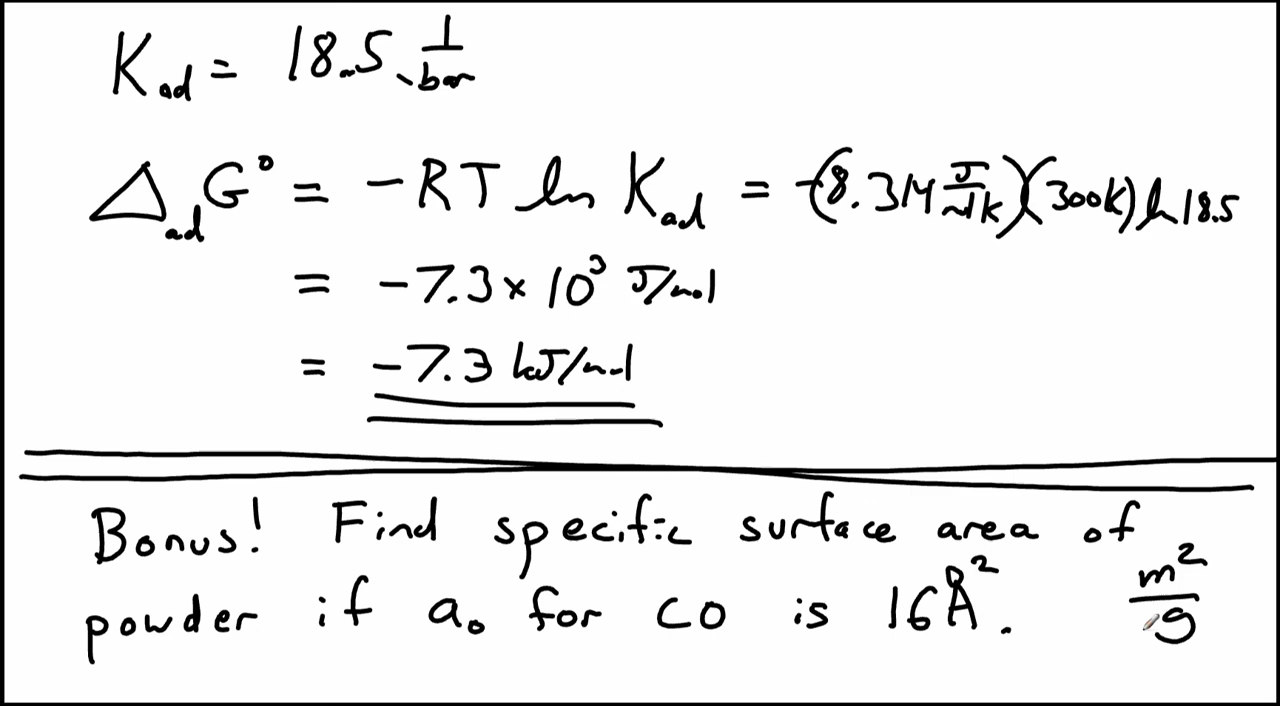 K_ad = 18.5 1/bar
Δ_ad G° = -RT ln K_ad = -(8.314 J/mol K)(300K) ln 18.5
= -7.3 × 10³ J/mol
= -7.3 kJ/mol
Bonus! Find specific surface area of
powder if a₀ for CO is 16Å². m²/g